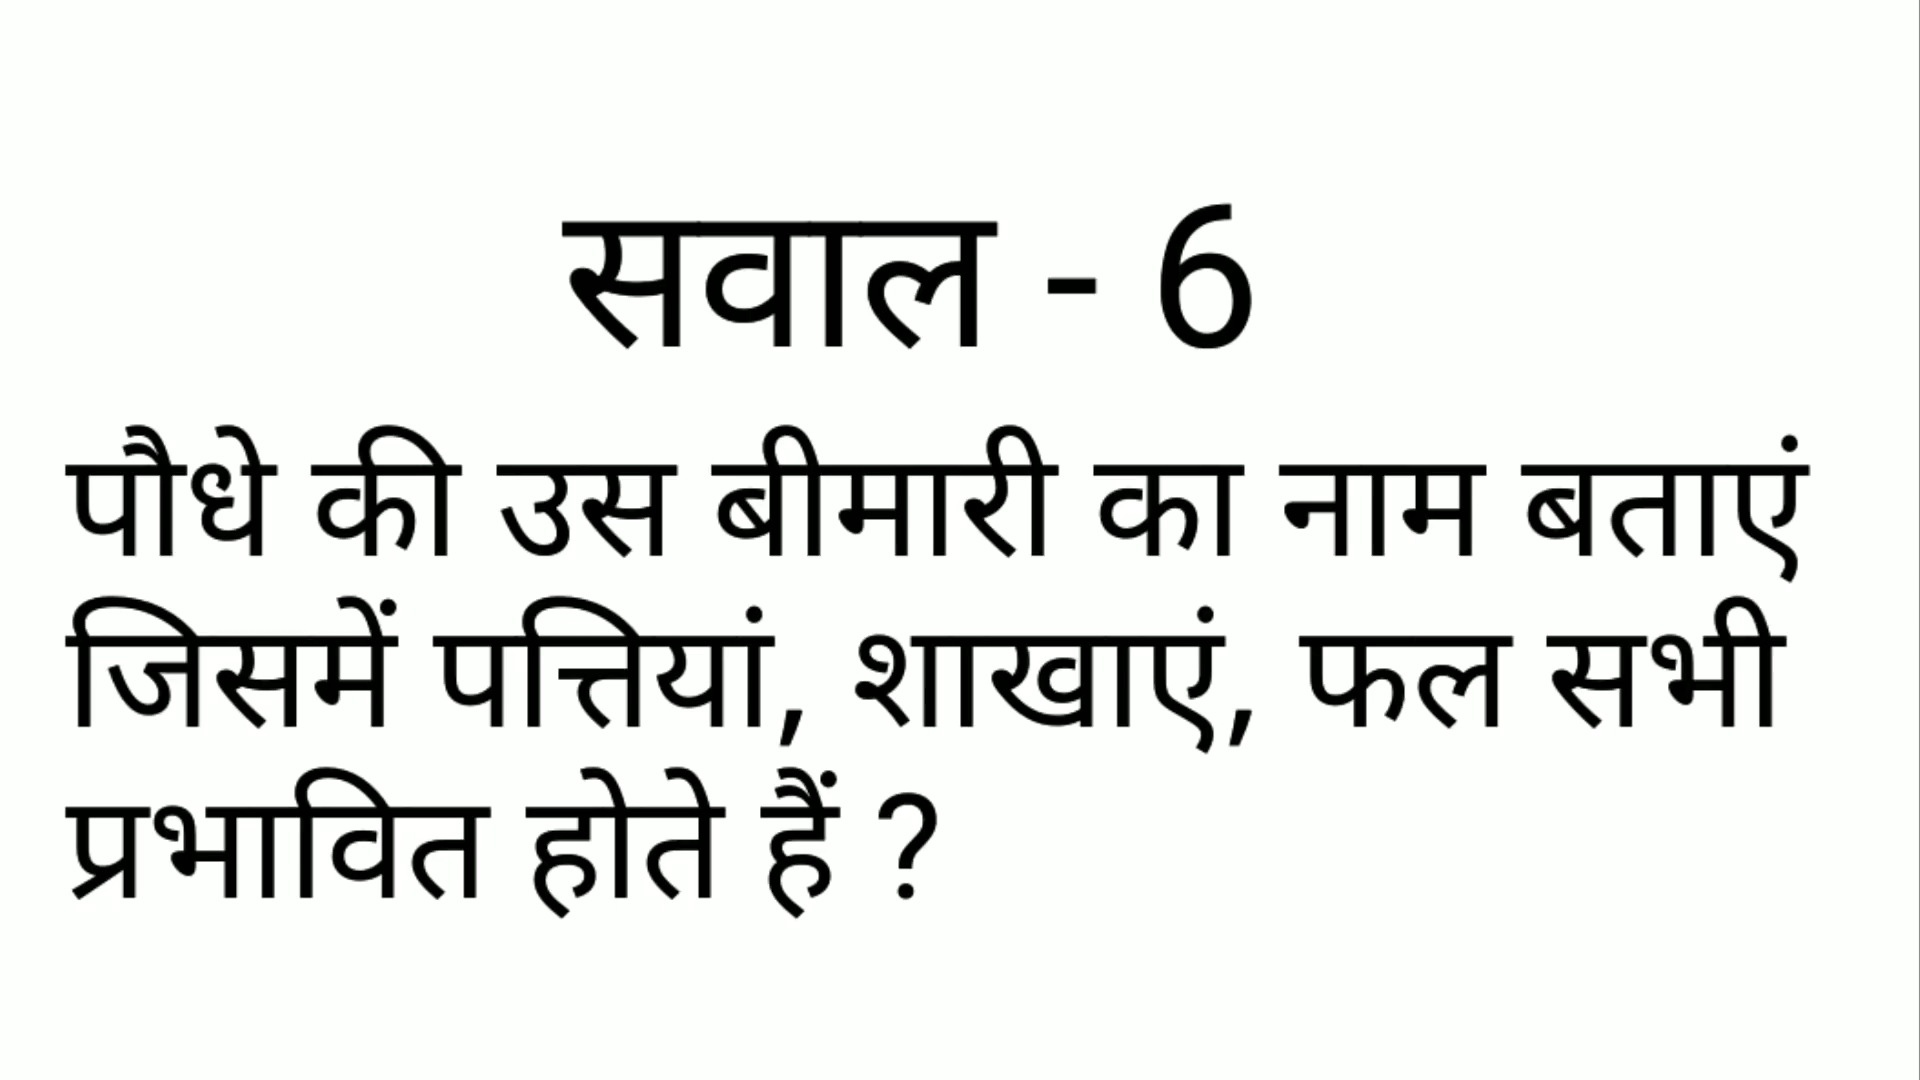 सवाल - 6
पौधे की उस बीमारी का नाम बताएं
जिसमें पत्तियां, शाखाएं, फल सभी
प्रभावित होते हैं ?